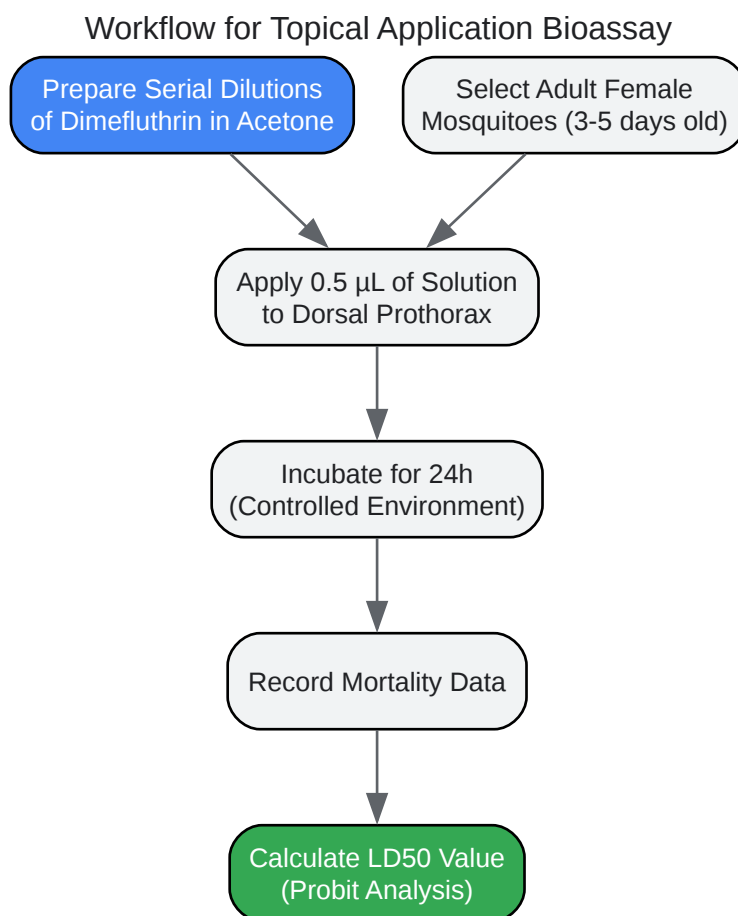 Workflow for Topical Application Bioassay
Prepare Serial Dilutions
of Dimefluthrin in Acetone
Select Adult Female
Mosquitoes (3-5 days old)
Apply 0.5 µL of Solution
to Dorsal Prothorax
Incubate for 24h
(Controlled Environment)
Record Mortality Data
Calculate LD50 Value
(Probit Analysis)